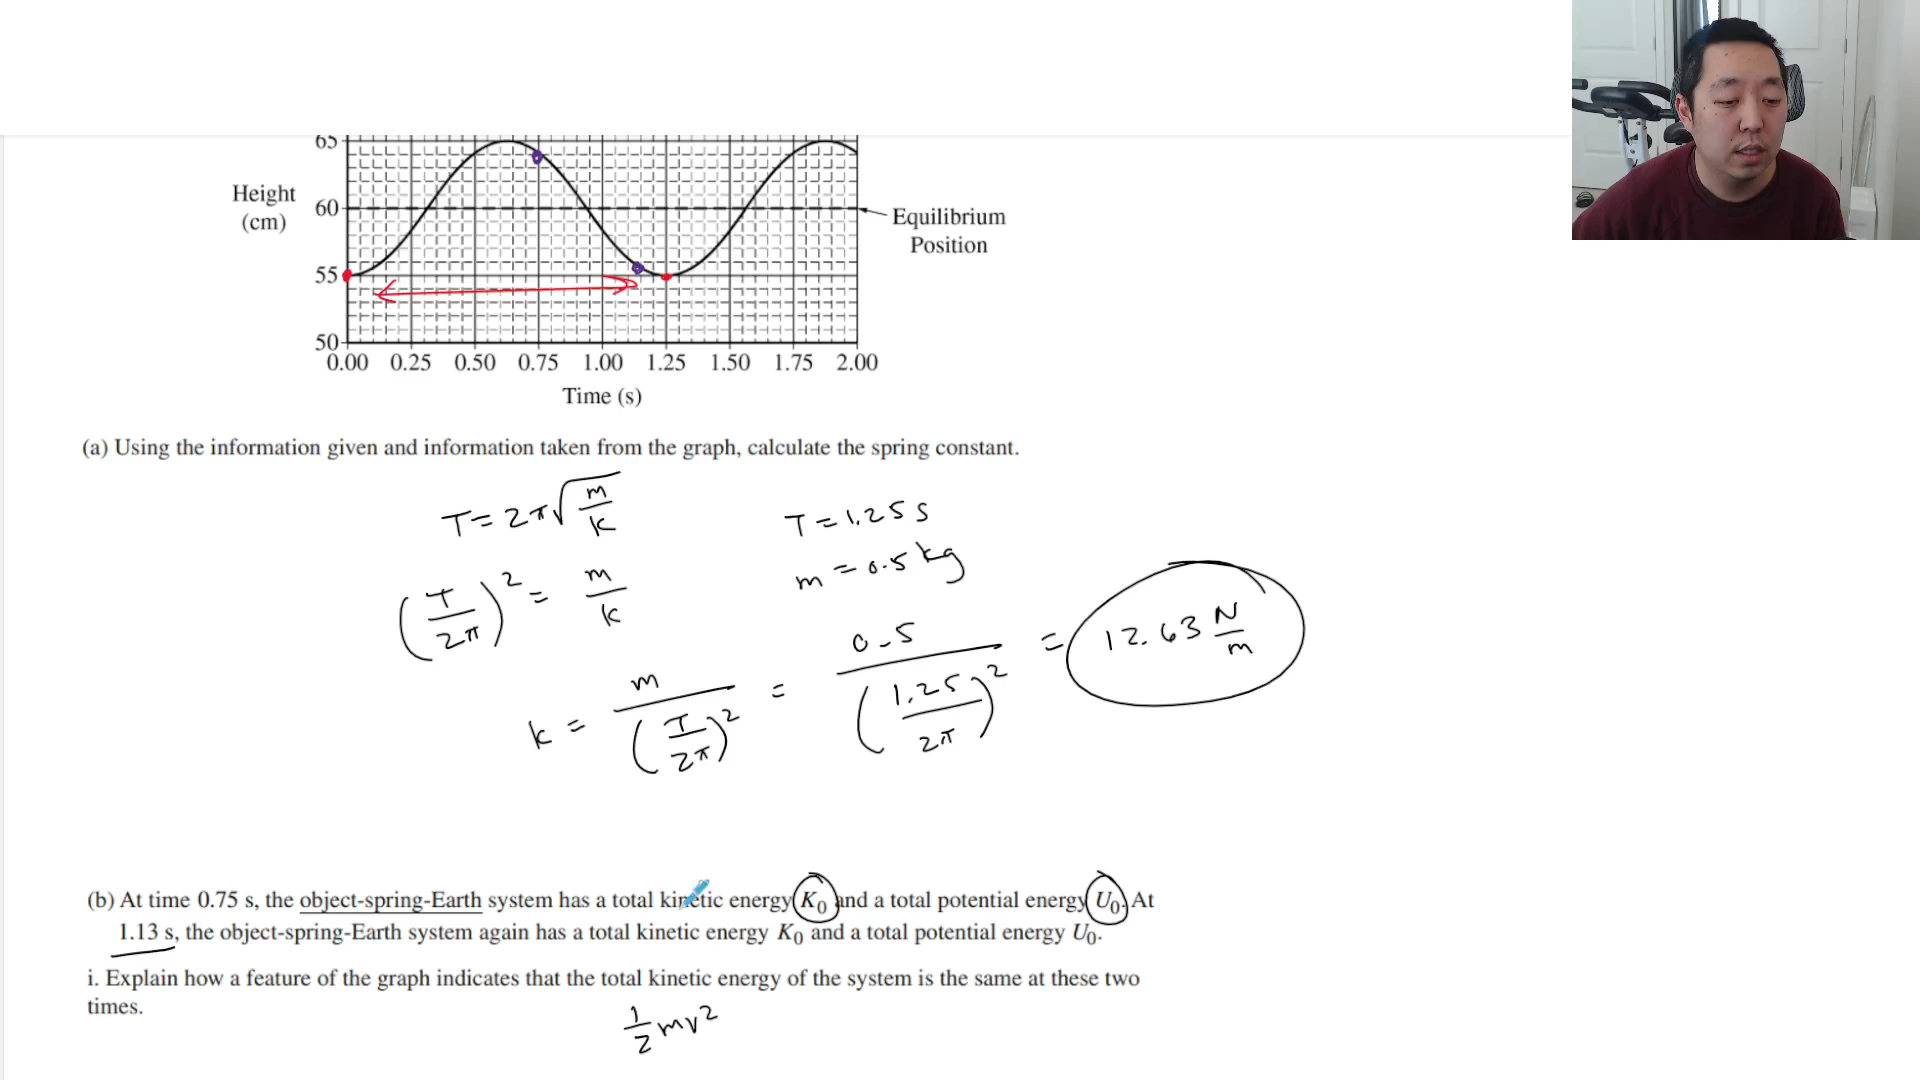 65
Height
(cm)
60
Equilibrium
Position
55
50
0.00 0.25 0.50 0.75 1.00 1.25 1.50 1.75 2.00
Time (s)
(a) Using the information given and information taken from the graph, calculate the spring constant.
T = 2π√(m/k)
T = 1.25 s
m = 0.5 kg
(T/2π)² = m/k
k = m/(T/2π)² = 0.5/(1.25/2π)² = 12.63 N/m
(b) At time 0.75 s, the object-spring-Earth system has a total kinetic energy K₀ and a total potential energy U₀. At
1.13 s, the object-spring-Earth system again has a total kinetic energy K₀ and a total potential energy U₀.
i. Explain how a feature of the graph indicates that the total kinetic energy of the system is the same at these two
times.
1/2 mv²